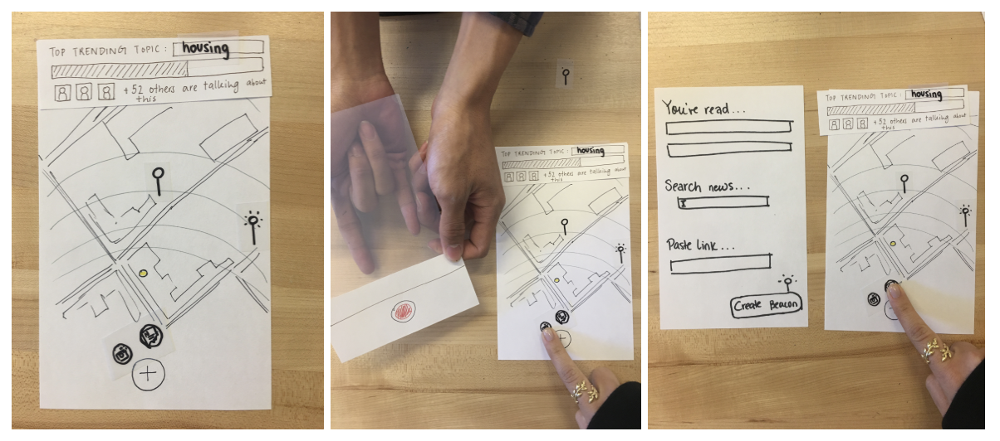 TOP TRENDING TOPIC: housing
+52 others are talking about
this
TOP TRENDING TOPIC: housing
+52 others are talking about
this
You're read...
Search news...
Paste link...
Create Beacon
TOP TRENDING TOPIC: housing
+52 others are talking about
this